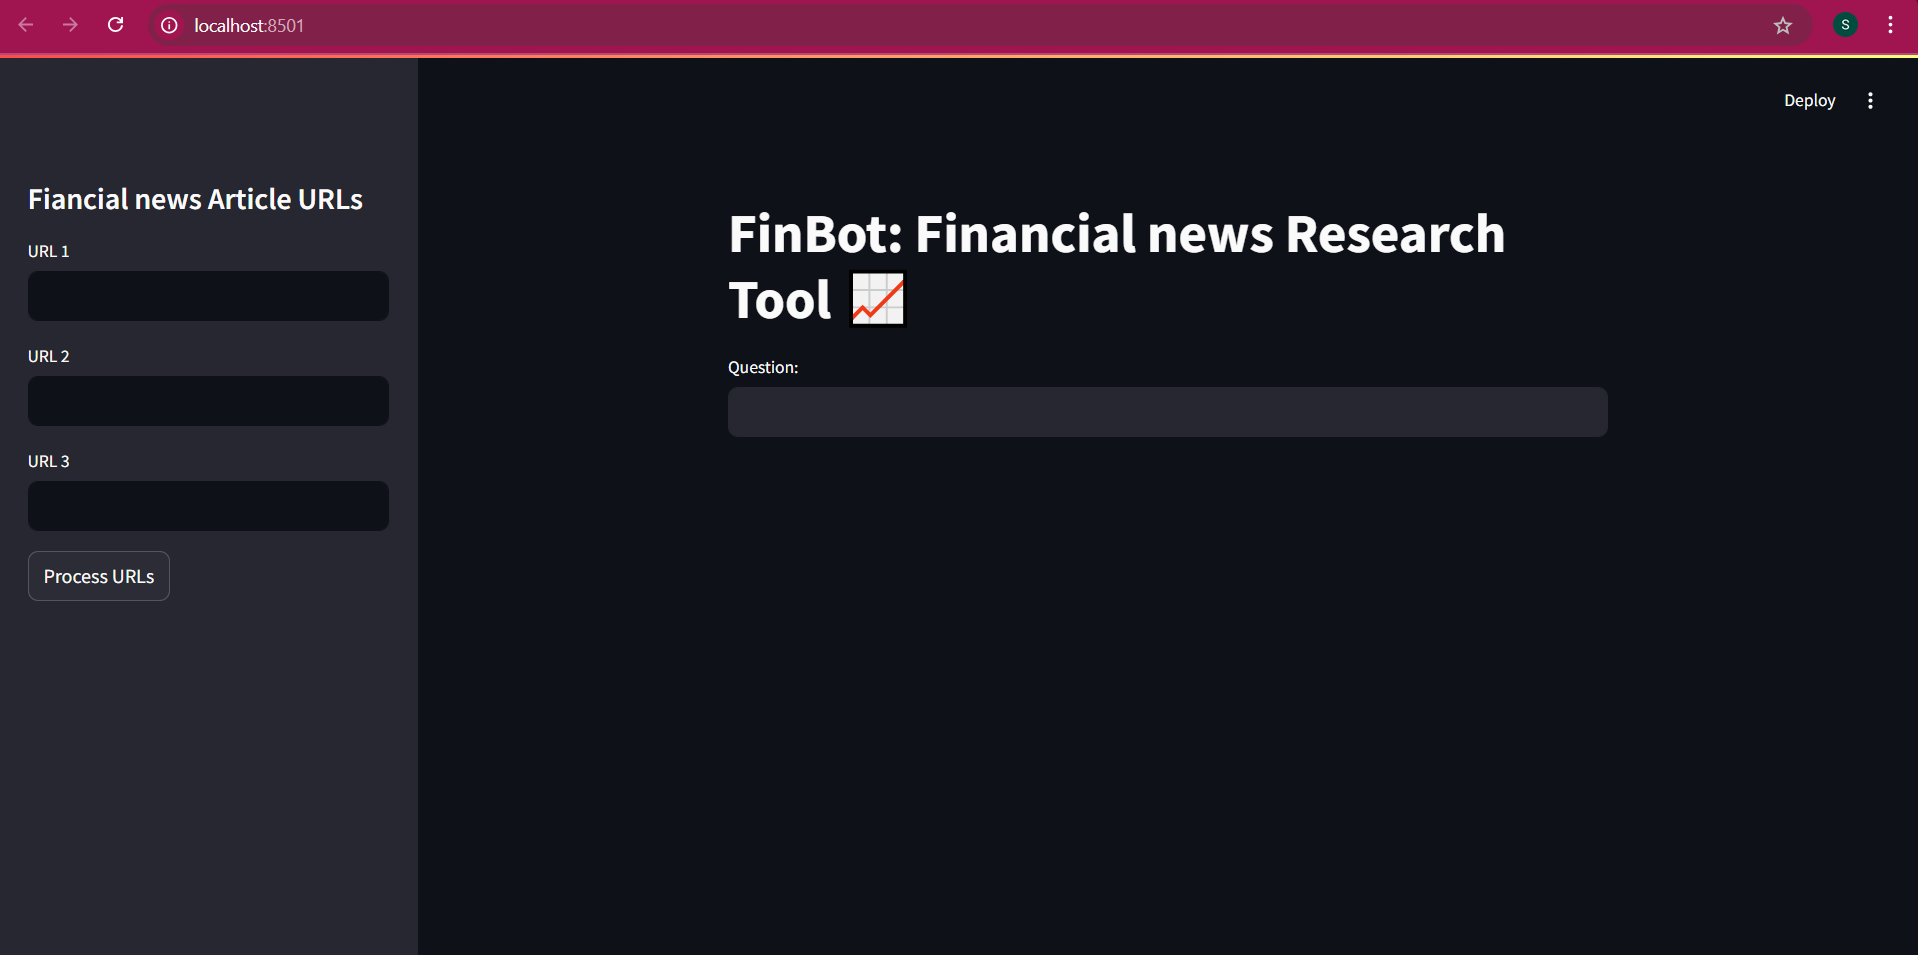 localhost:8501
S
Deploy
Fiancial news Article URLs
URL 1
URL 2
URL 3
Process URLs
FinBot: Financial news Research
Tool
Question: